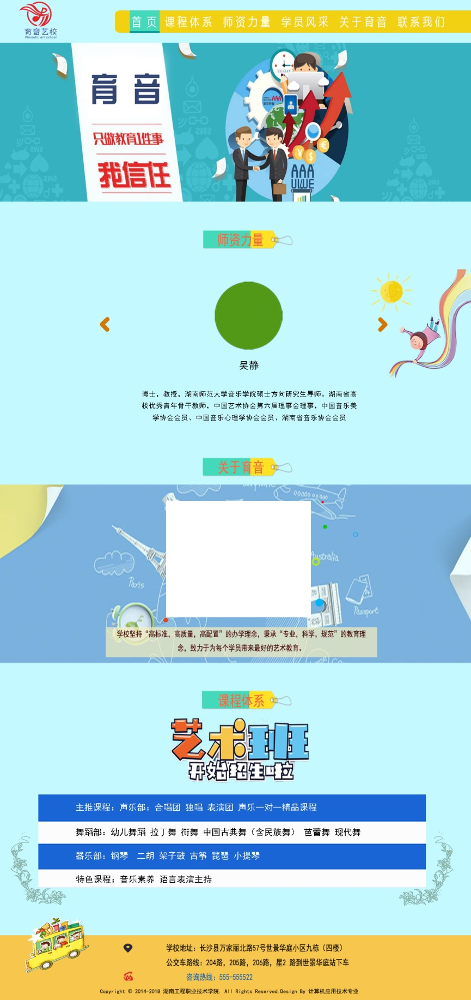 育音艺校
Phonetic art school
首页 课程体系 师资力量 学员风采 关于育音 联系我们
育 音
只做教育1件事
我信任
AAA
SMS
SMS
SMS
AAA
师资力量
吴静
博士，教授，湖南师范大学音乐学院硕士方向研究生导师。湖南省高
校优秀青年骨干教师，中国艺术协会第六届理事会理事，中国音乐美
学协会会员、中国音乐心理学协会会员、湖南省音乐协会会员
关于育音
Australia
Paris
Passport
学校坚持“高标准，高质量，高配置”的办学理念，秉承“专业，科学，规范”的教育理
念，致力于为每个学员带来最好的艺术教育。
课程体系
艺术班
开始招生啦
主推课程：声乐部：合唱团 独唱 表演团 声乐一对一精品课程
舞蹈部：幼儿舞蹈 拉丁舞 街舞 中国古典舞（含民族舞） 芭蕾舞 现代舞
器乐部：钢琴 二胡 架子鼓 古筝 琵琶 小提琴
特色课程：音乐素养 语言表演主持
学校地址：长沙县万家丽北路57号世景华庭小区九栋（四楼）
公交车路线：204路，205路，206路，星2 路到世景华庭站下车
咨询热线：555-555522
Copyright © 2014-2018 湖南工程职业技术学院. All Rights Reserved.Design By 计算机应用技术专业